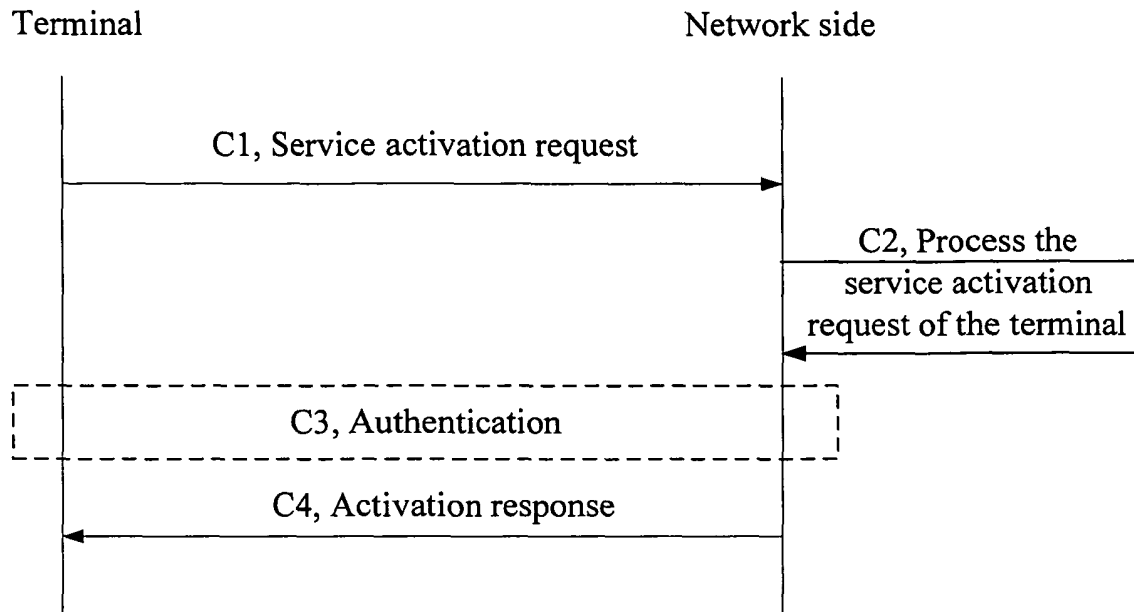 Terminal
Network side
C1, Service activation request
C2, Process the
service activation
request of the terminal
C3, Authentication
C4, Activation response